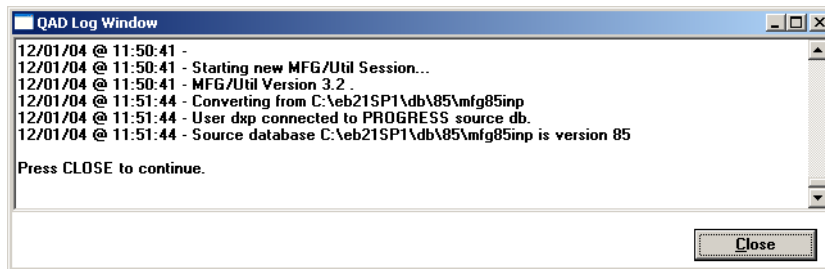 QAD Log Window
12/01/04 @ 11:50:41 -
12/01/04 @ 11:50:41 - Starting new MFG/Util Session...
12/01/04 @ 11:50:41 - MFG/Util Version 3.2 .
12/01/04 @ 11:51:44 - Converting from C:\eb21SP1\db\85\mfg85inp
12/01/04 @ 11:51:44 - User dxp connected to PROGRESS source db.
12/01/04 @ 11:51:44 - Source database C:\eb21SP1\db\85\mfg85inp is version 85
Press CLOSE to continue.
Close